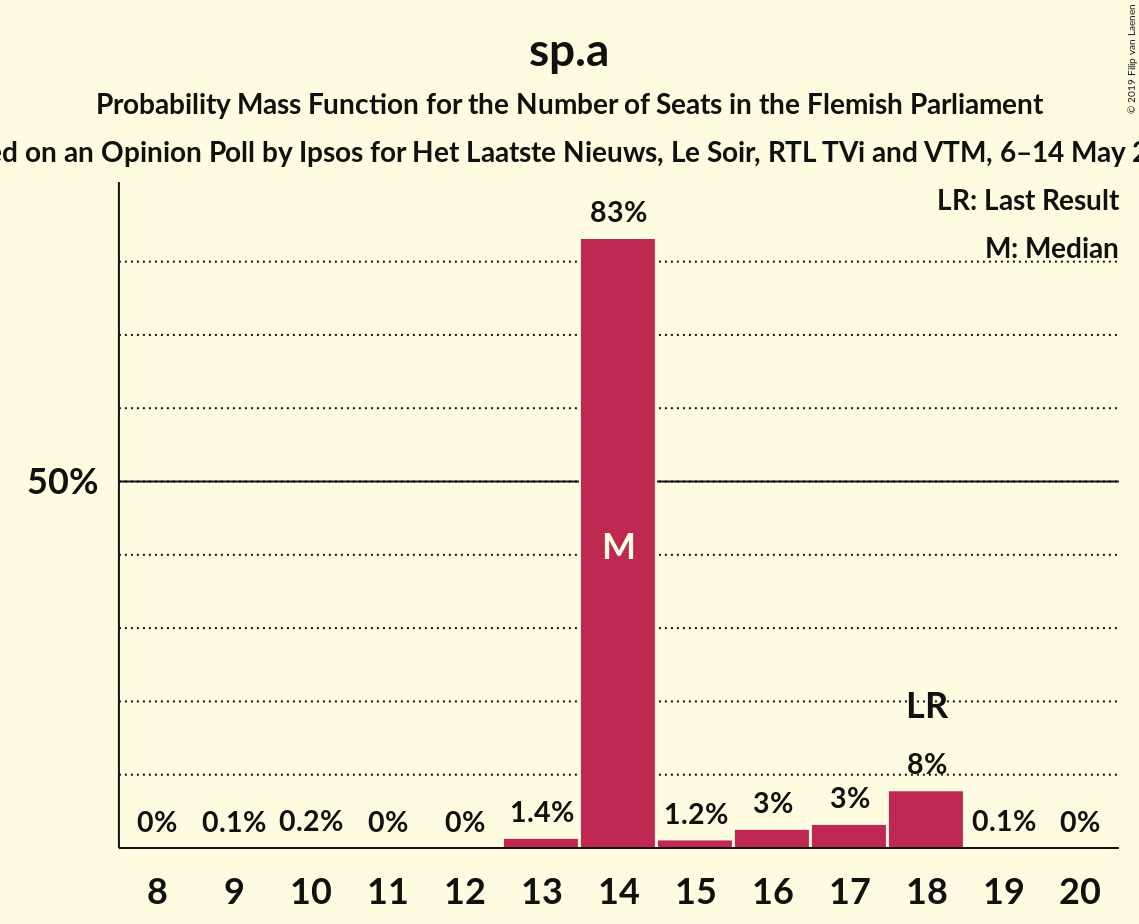 sp.a
Probability Mass Function for the Number of Seats in the Flemish Parliament
on an Opinion Poll by Ipsos for Het Laatste Nieuws, Le Soir, RTL TVi and VTM, 6–14 May
© 2019 Filip van Laenen
LR: Last Result
M: Median
83%
50%
M
LR
8%
0% 0.1% 0.2% 0% 0% 1.4% 1.2% 3% 3% 0.1% 0%
8 9 10 11 12 13 14 15 16 17 18 19 20